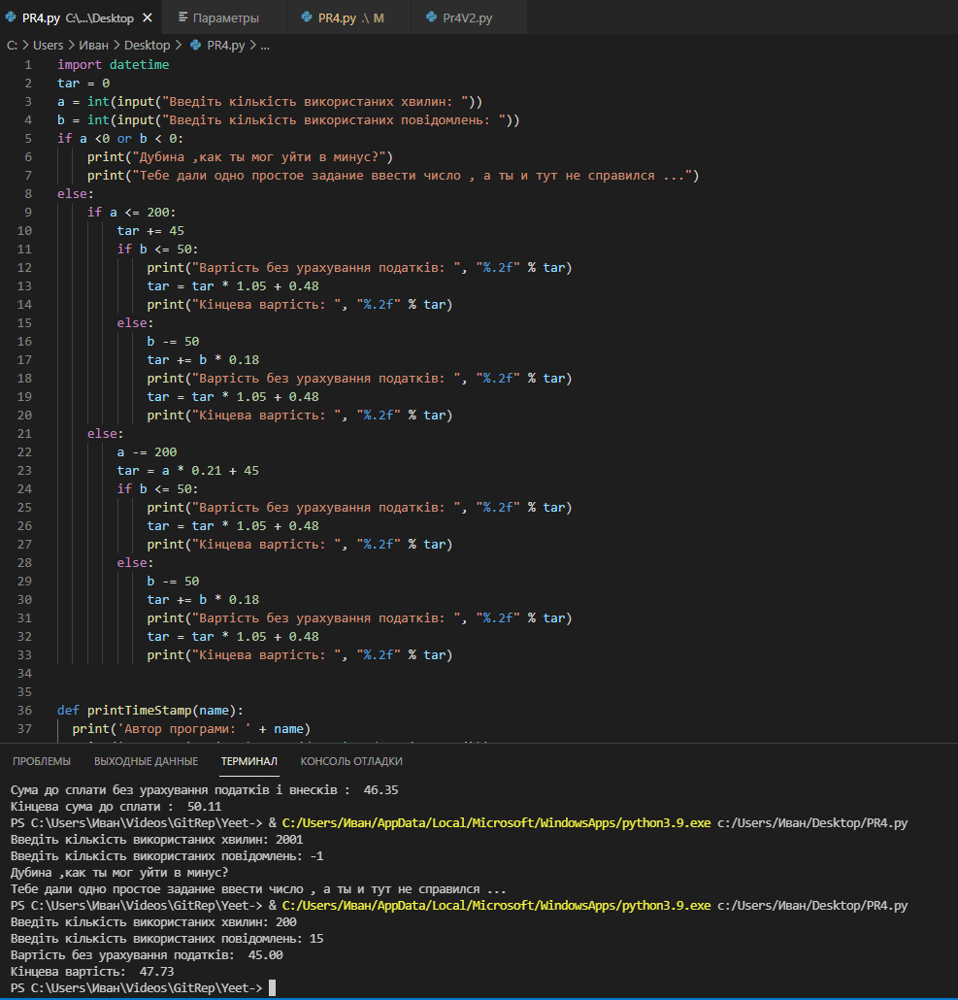 PR4.py C:\...\Desktop × Параметры PR4.py .\ M Pr4V2.py
C: > Users > Иван > Desktop > PR4.py > ...
1 import datetime
2 tar = 0
3 a = int(input("Введіть кількість використаних хвилин: "))
4 b = int(input("Введіть кількість використаних повідомлень: "))
5 if a <0 or b < 0:
6     print("Дубина ,как ты мог уйти в минус?")
7     print("Тебе дали одно простое задание ввести число , а ты и тут не справился ...")
8 else:
9     if a <= 200:
10         tar += 45
11         if b <= 50:
12             print("Вартість без урахування податків: ", "%.2f" % tar)
13             tar = tar * 1.05 + 0.48
14             print("Кінцева вартість: ", "%.2f" % tar)
15         else:
16             b -= 50
17             tar += b * 0.18
18             print("Вартість без урахування податків: ", "%.2f" % tar)
19             tar = tar * 1.05 + 0.48
20             print("Кінцева вартість: ", "%.2f" % tar)
21     else:
22         a -= 200
23         tar = a * 0.21 + 45
24         if b <= 50:
25             print("Вартість без урахування податків: ", "%.2f" % tar)
26             tar = tar * 1.05 + 0.48
27             print("Кінцева вартість: ", "%.2f" % tar)
28         else:
29             b -= 50
30             tar += b * 0.18
31             print("Вартість без урахування податків: ", "%.2f" % tar)
32             tar = tar * 1.05 + 0.48
33             print("Кінцева вартість: ", "%.2f" % tar)
34
35
36 def printTimeStamp(name):
37   print('Автор програми: ' + name)
ПРОБЛЕМЫ ВЫХОДНЫЕ ДАННЫЕ ТЕРМИНАЛ КОНСОЛЬ ОТЛАДКИ
Сума до сплати без урахування податків і внесків :  46.35
Кінцева сума до сплати :  50.11
PS C:\Users\Иван\Videos\GitRep\Yeet-> & C:/Users/Иван/AppData/Local/Microsoft/WindowsApps/python3.9.exe c:/Users/Иван/Desktop/PR4.py
Введіть кількість використаних хвилин: 2001
Введіть кількість використаних повідомлень: -1
Дубина ,как ты мог уйти в минус?
Тебе дали одно простое задание ввести число , а ты и тут не справился ...
PS C:\Users\Иван\Videos\GitRep\Yeet-> & C:/Users/Иван/AppData/Local/Microsoft/WindowsApps/python3.9.exe c:/Users/Иван/Desktop/PR4.py
Введіть кількість використаних хвилин: 200
Введіть кількість використаних повідомлень: 15
Вартість без урахування податків:  45.00
Кінцева вартість:  47.73
PS C:\Users\Иван\Videos\GitRep\Yeet->